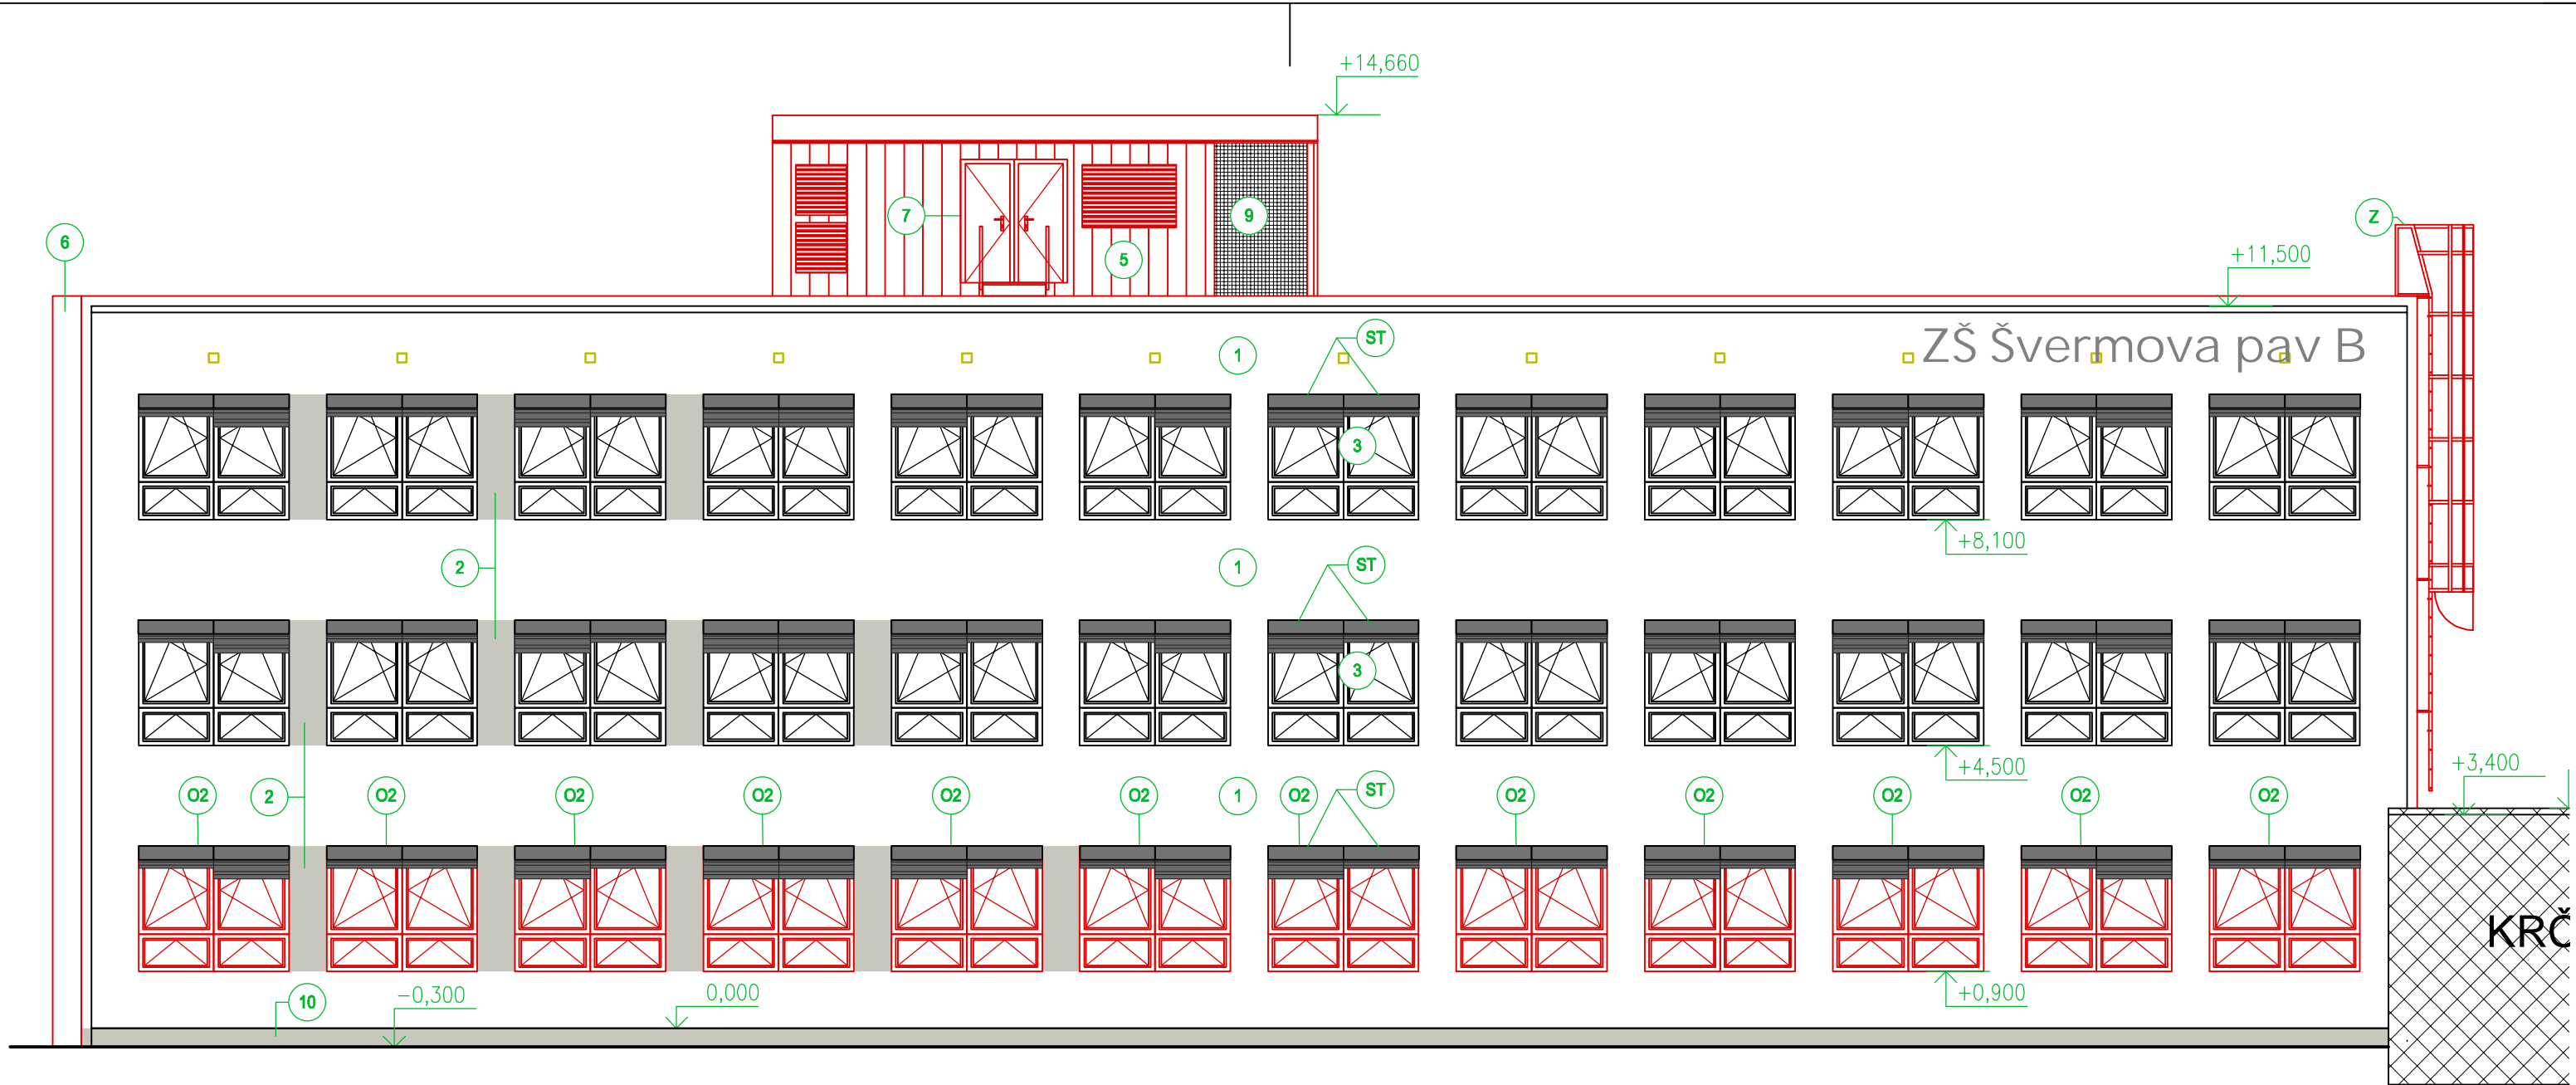 +14,660
7
9
5
6
Z
+11,500
1
ST
ZŠ Švermova pav B
3
+8,100
2
1
ST
3
+4,500
+3,400
O2
2
O2
O2
O2
O2
O2
1
O2
ST
O2
O2
O2
O2
O2
KRČ
10
-0,300
0,000
+0,900